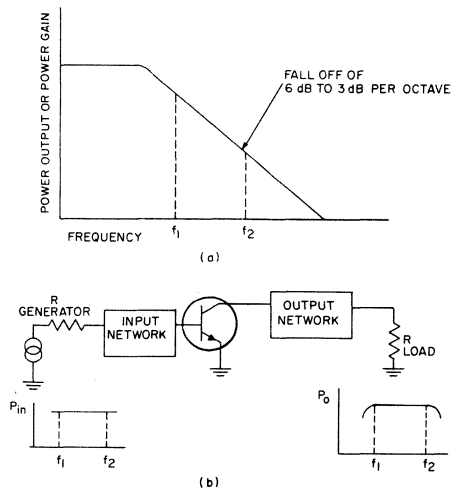 POWER OUTPUT OR POWER GAIN
FALL OFF OF
6 dB TO 3 dB PER OCTAVE
FREQUENCY
f1
f2
(a)
R
GENERATOR
INPUT
NETWORK
OUTPUT
NETWORK
R
LOAD
Pin
f1
f2
Po
f1
f2
(b)